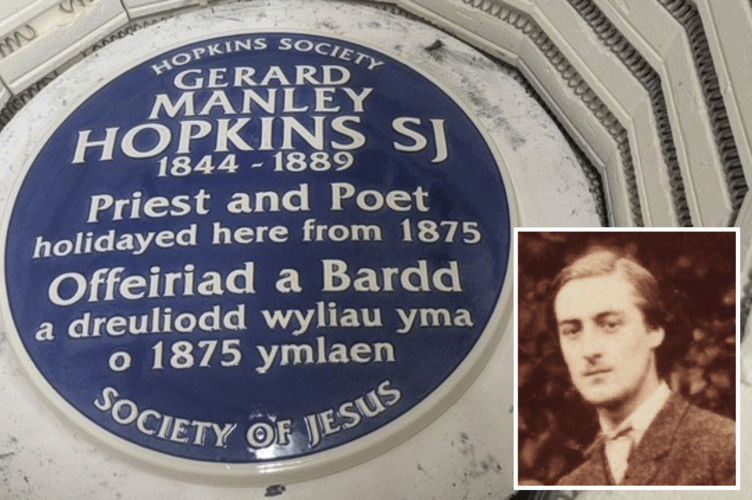 HOPKINS SOCIETY
GERARD
MANLEY
HOPKINS SJ
1844 - 1889
Priest and Poet
holidayed here from 1875
Offeiriad a Bardd
a dreuliodd wyliau yma
o 1875 ymlaen
SOCIETY OF JESUS